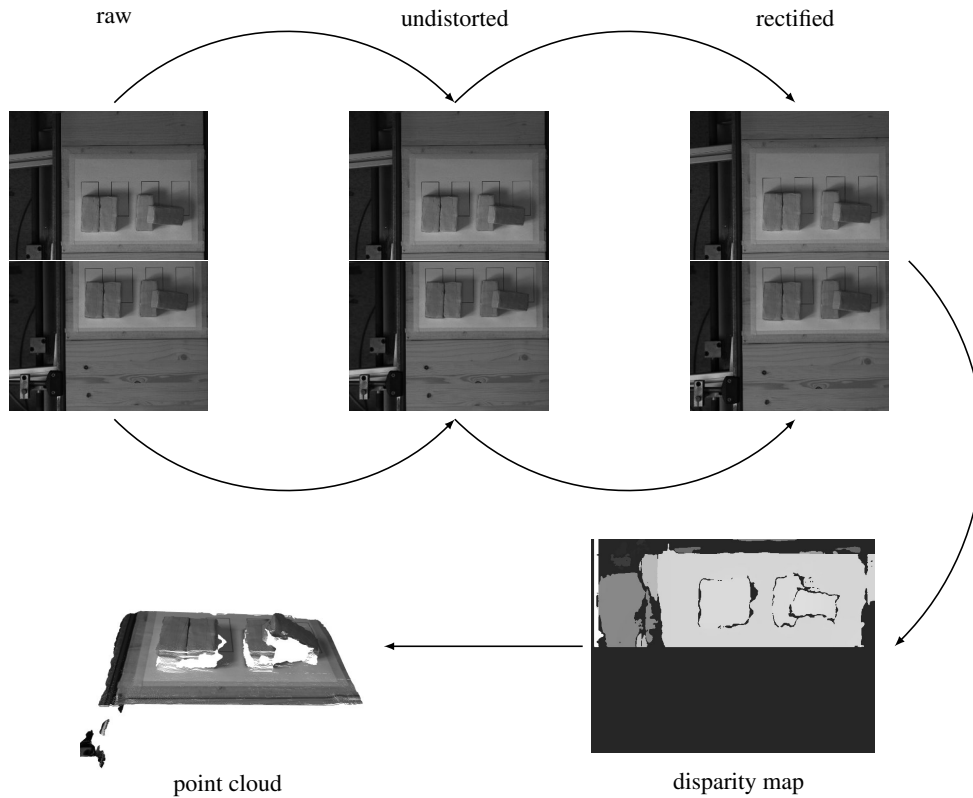 raw
undistorted
rectified
point cloud
disparity map